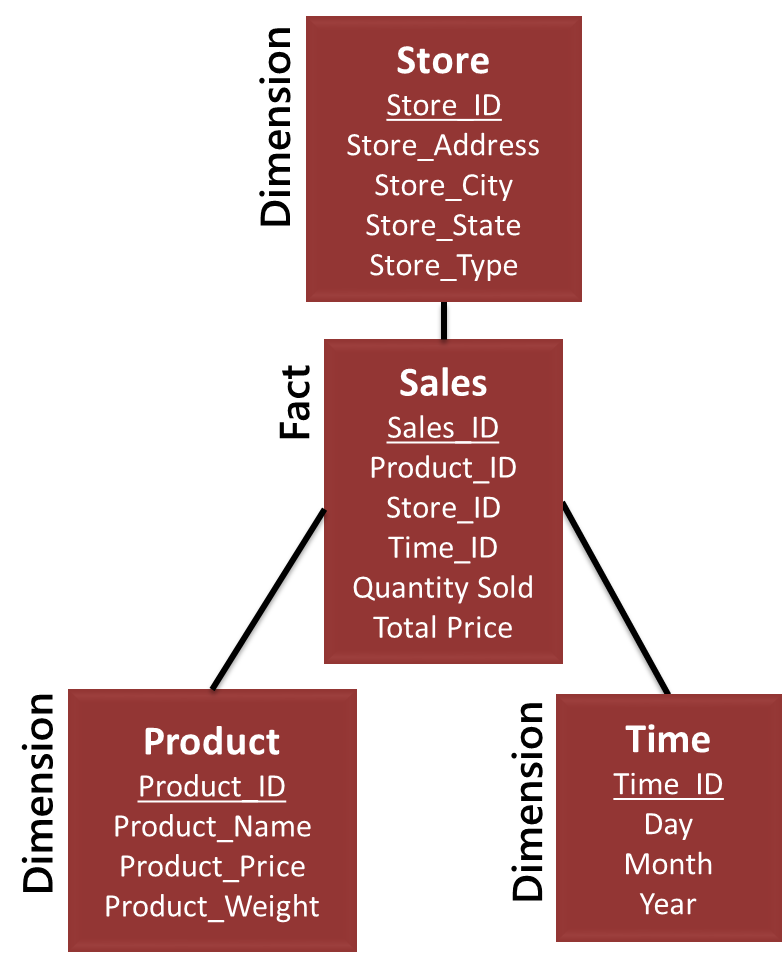 Dimension
Store
Store_ID
Store_Address
Store_City
Store_State
Store_Type
Fact
Sales
Sales_ID
Product_ID
Store_ID
Time_ID
Quantity Sold
Total Price
Dimension
Product
Product_ID
Product_Name
Product_Price
Product_Weight
Dimension
Time
Time_ID
Day
Month
Year